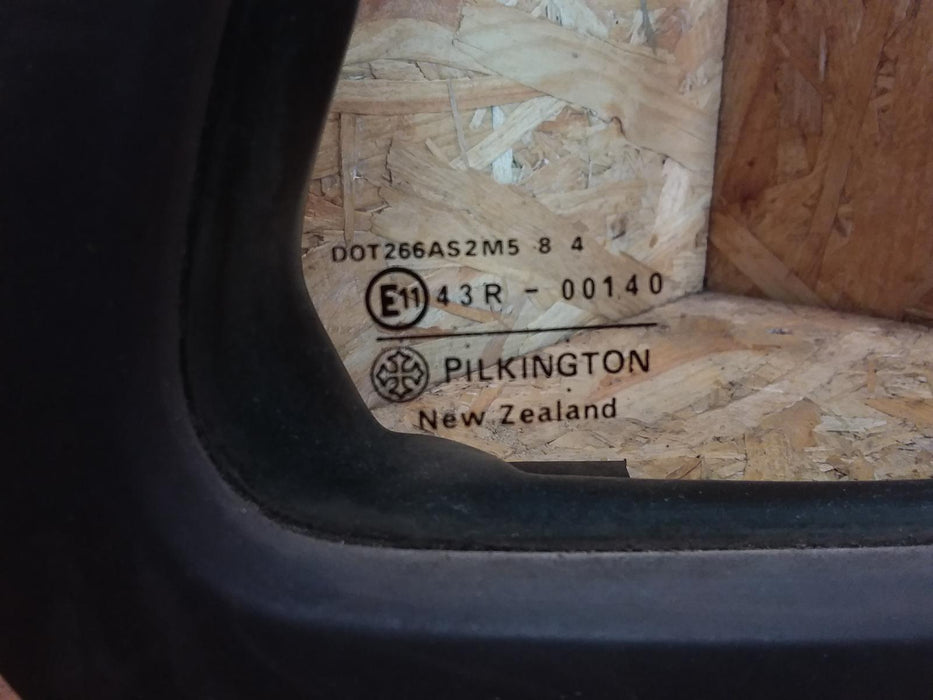 DOT266AS2M5 8 4
E11 43R - 00140
PILKINGTON
New Zealand